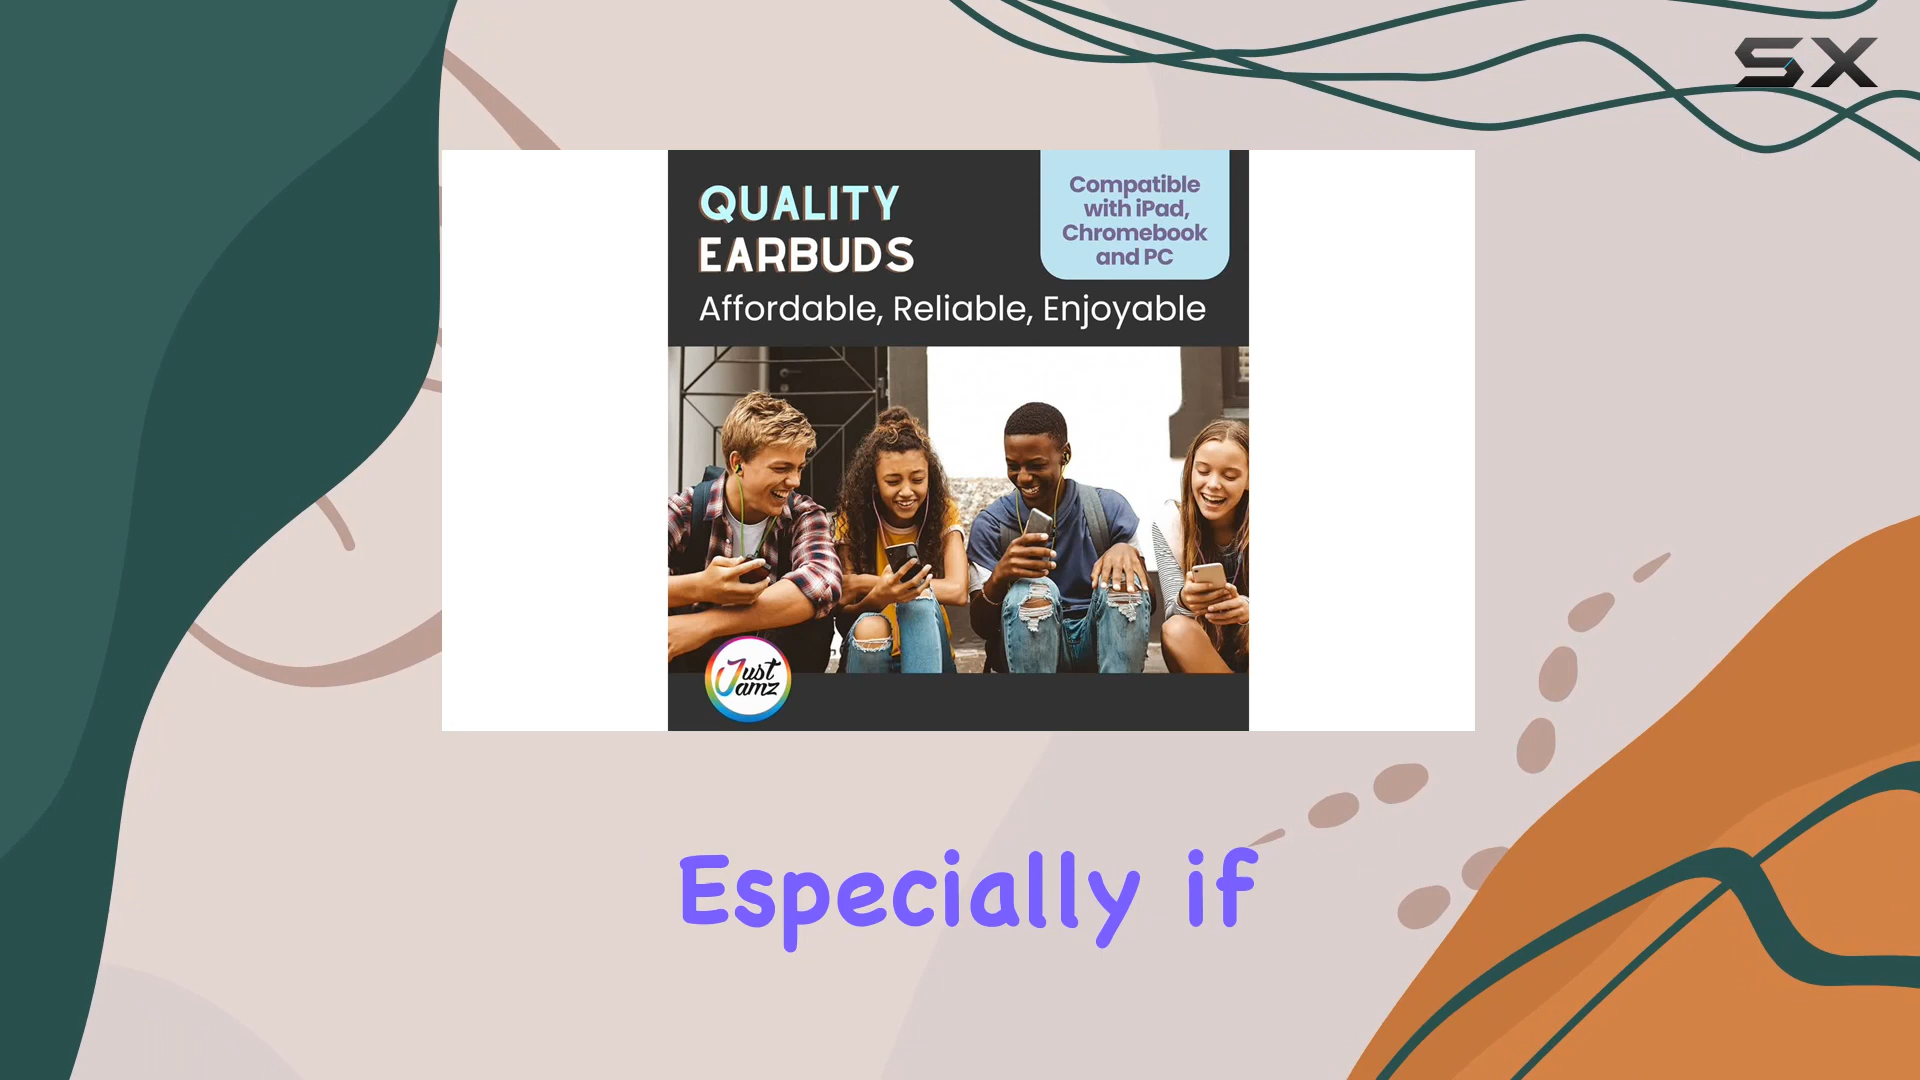 SX
QUALITY
EARBUDS
Compatible
with iPad,
Chromebook
and PC
Affordable, Reliable, Enjoyable
Just
Jamz
Especially if